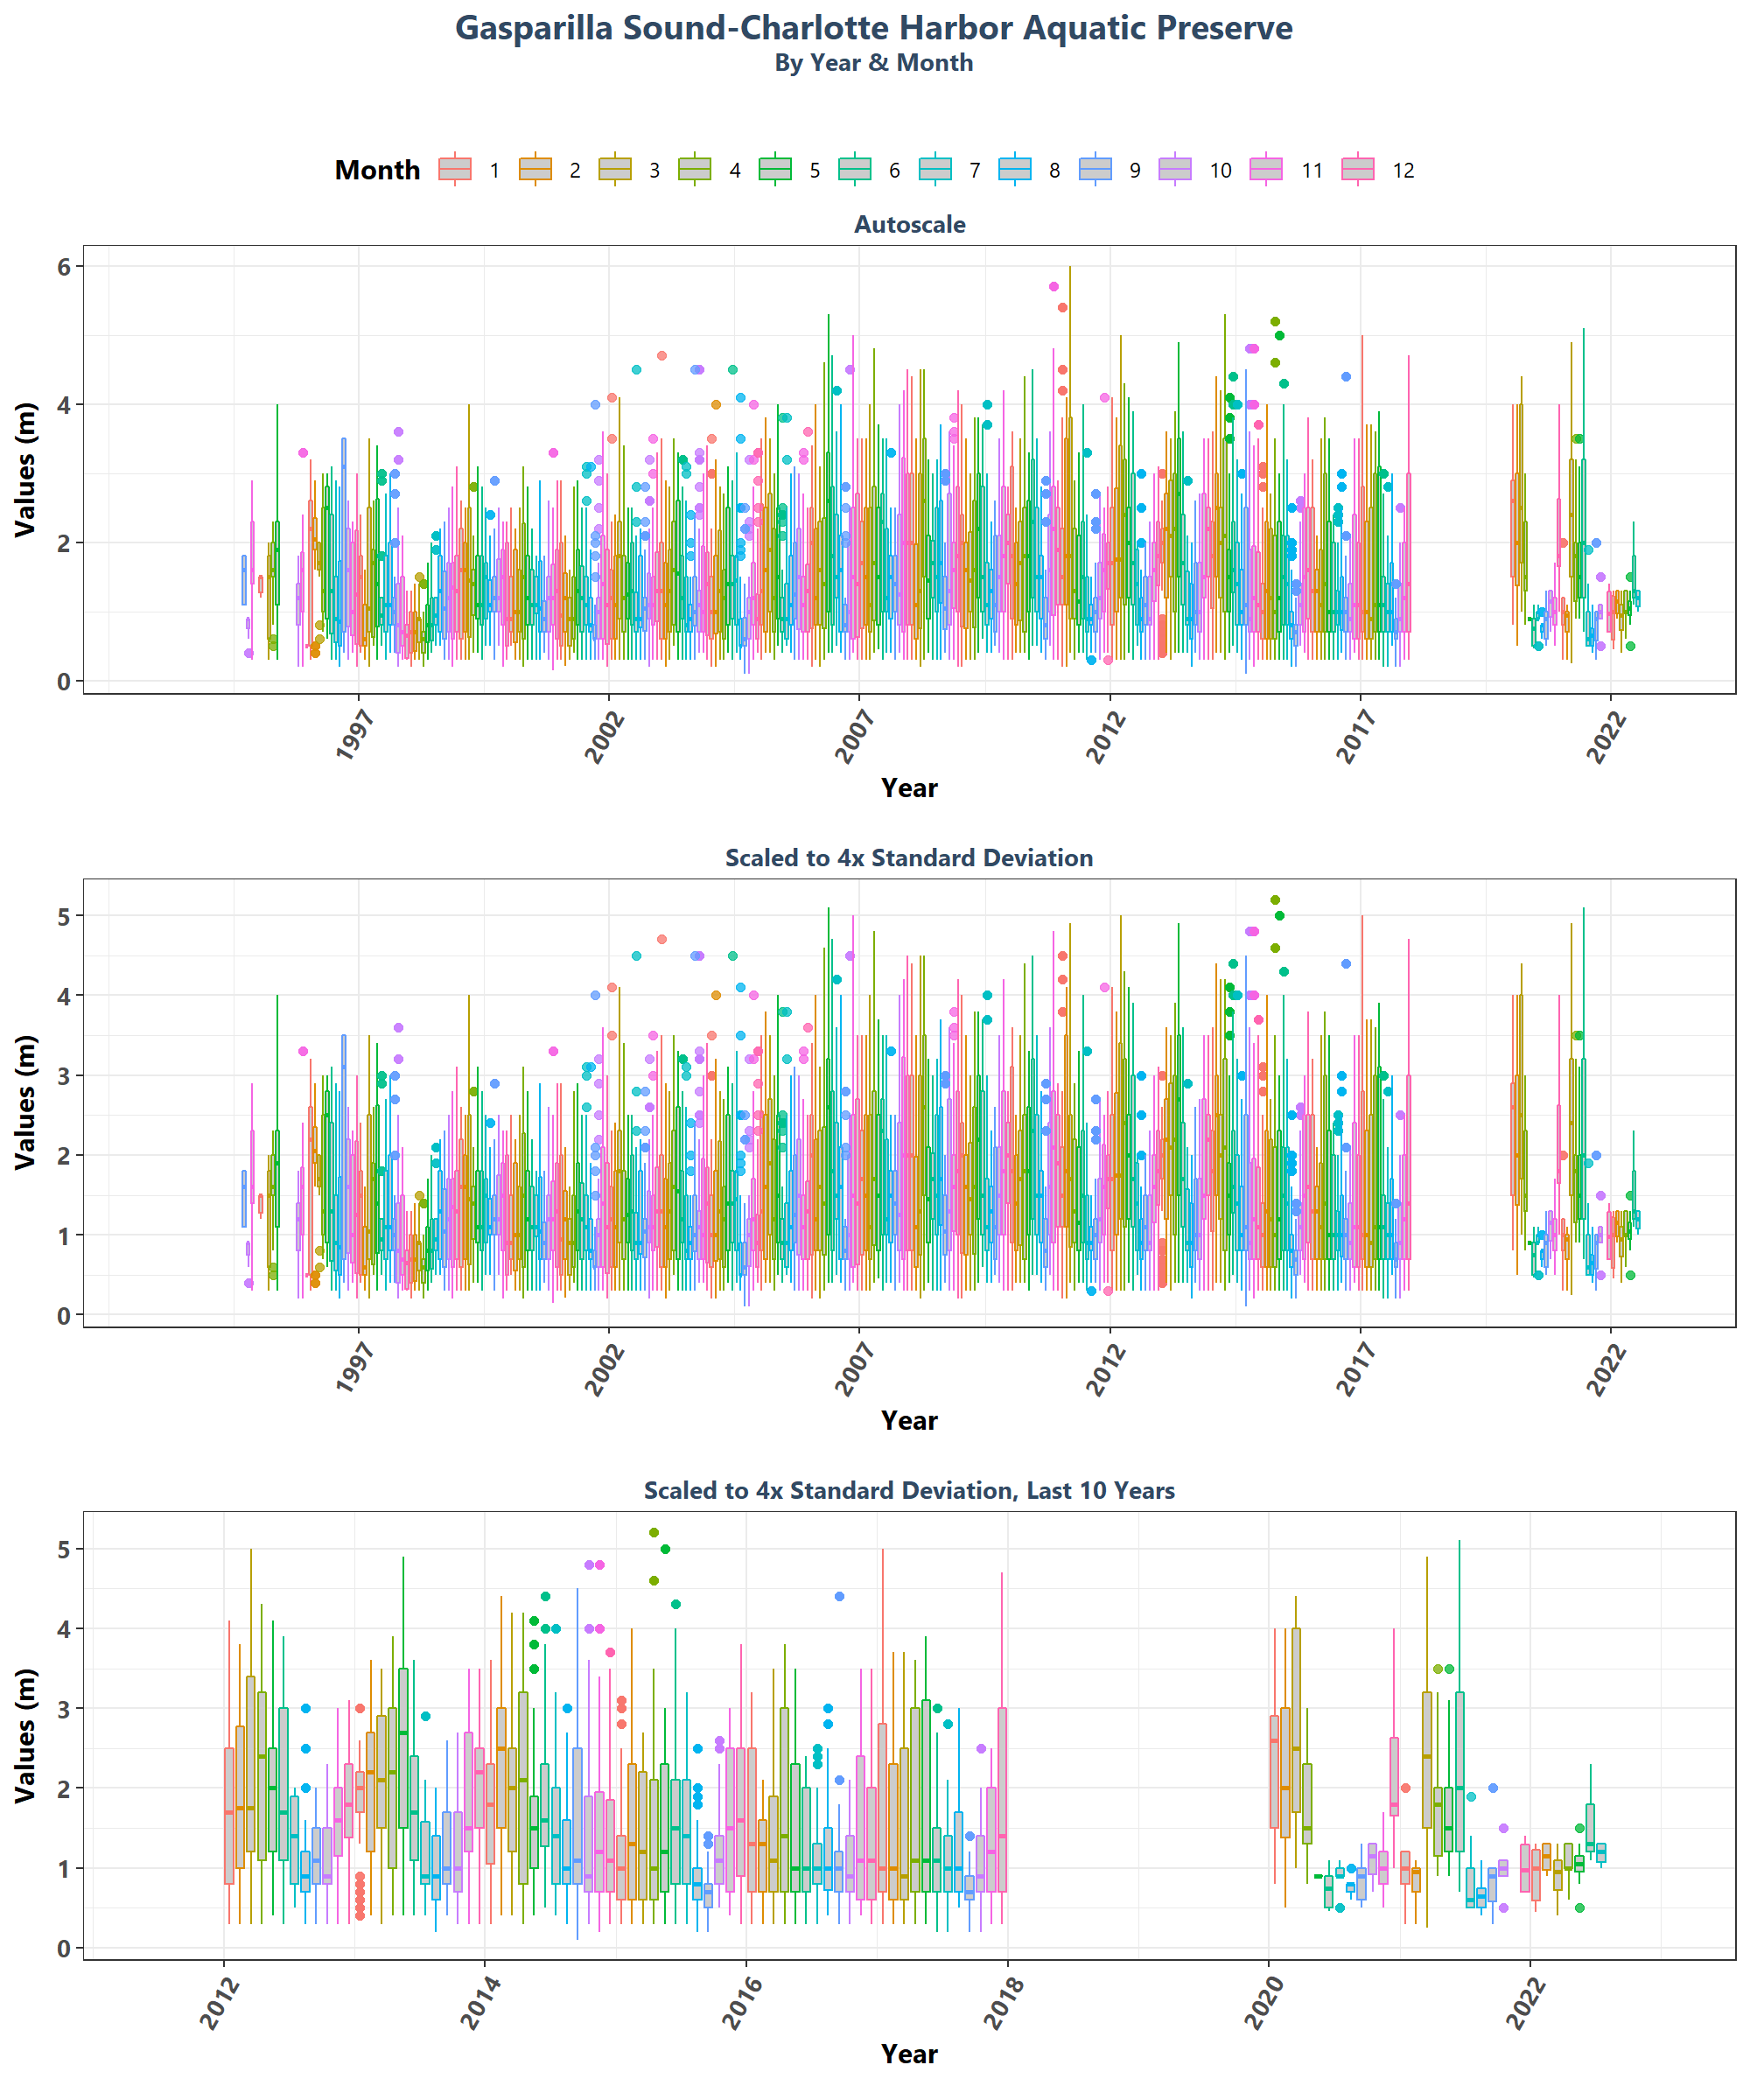 Gasparilla Sound-Charlotte Harbor Aquatic Preserve
By Year & Month
Month 1 2 3 4 5 6 7 8 9 10 11 12
Autoscale
Values (m)
6
4
2
0
1997 2002 2007 2012 2017 2022
Year
Scaled to 4x Standard Deviation
Values (m)
5
4
3
2
1
0
1997 2002 2007 2012 2017 2022
Year
Scaled to 4x Standard Deviation, Last 10 Years
Values (m)
5
4
3
2
1
0
2012 2014 2016 2018 2020 2022
Year